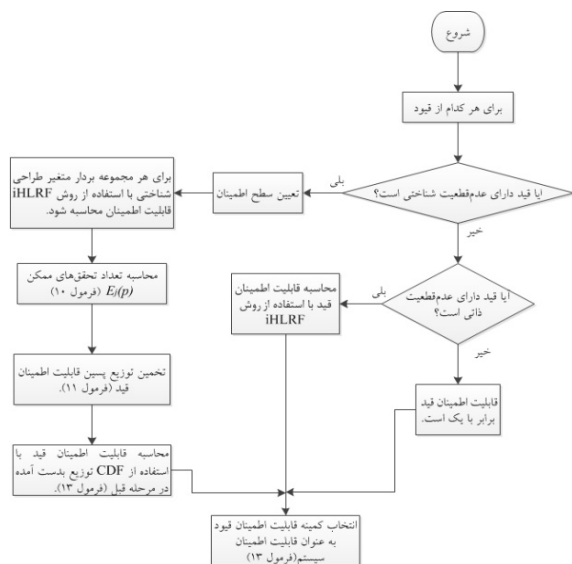 شروع
برای هر کدام از قیود
آیا قید دارای عدم‌قطعیت شناختی است؟
بلی
خیر
تعیین سطح اطمینان
برای هر مجموعه بردار متغیر طراحی
شناختی با استفاده از روش iHLRF
قابلیت اطمینان محاسبه شود.
محاسبه تعداد تحقق‌های ممکن
Ej(p) (فرمول ۱۰)
تخمین توزیع پسین قابلیت اطمینان
قید (فرمول ۱۱).
محاسبه قابلیت اطمینان قید با
استفاده از CDF توزیع بدست آمده
در مرحله قبل (فرمول ۱۳).
آیا قید دارای عدم‌قطعیت
ذاتی است؟
بلی
خیر
محاسبه قابلیت اطمینان
قید با استفاده از روش
iHLRF
قابلیت اطمینان قید
برابر با یک است.
انتخاب کمینه قابلیت اطمینان قیود
به عنوان قابلیت اطمینان
سیستم(فرمول ۱۳)